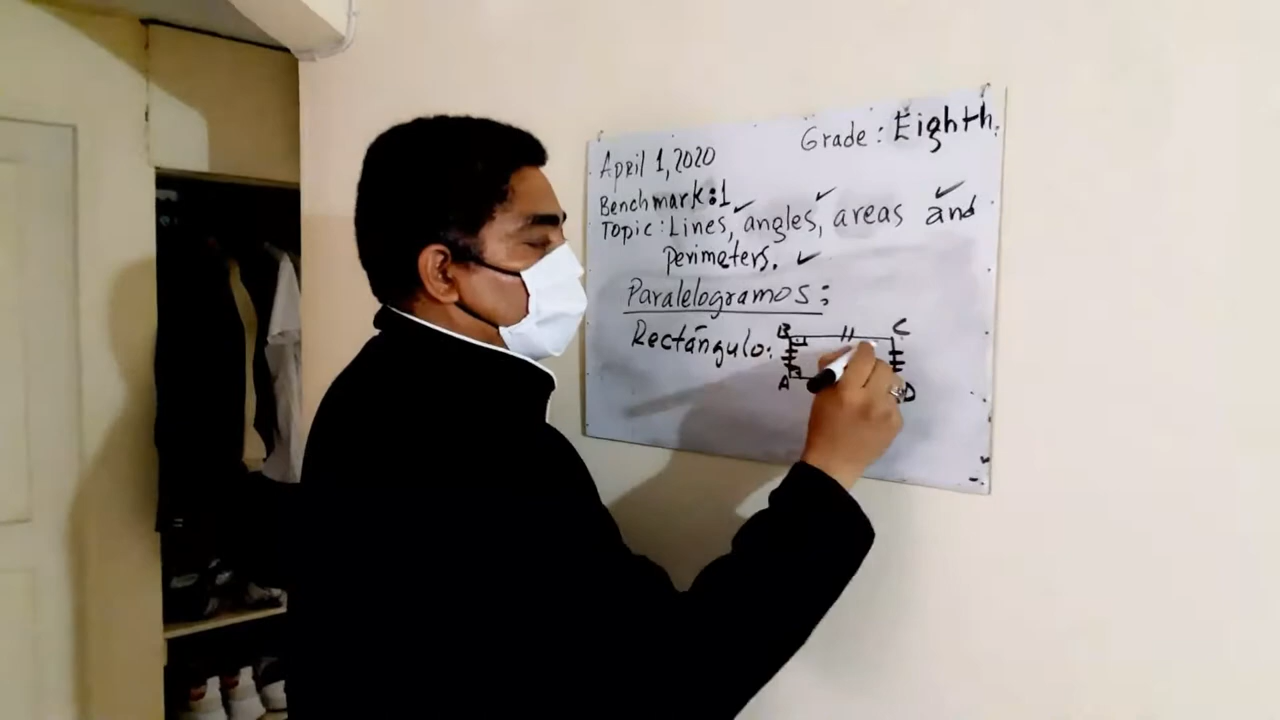 Grade: Eighth.
April 1, 2020
Benchmark: 1
Topic: Lines, angles, areas and
Perimeters.
Paralelogramos:
Rectángulo:
B C
A D